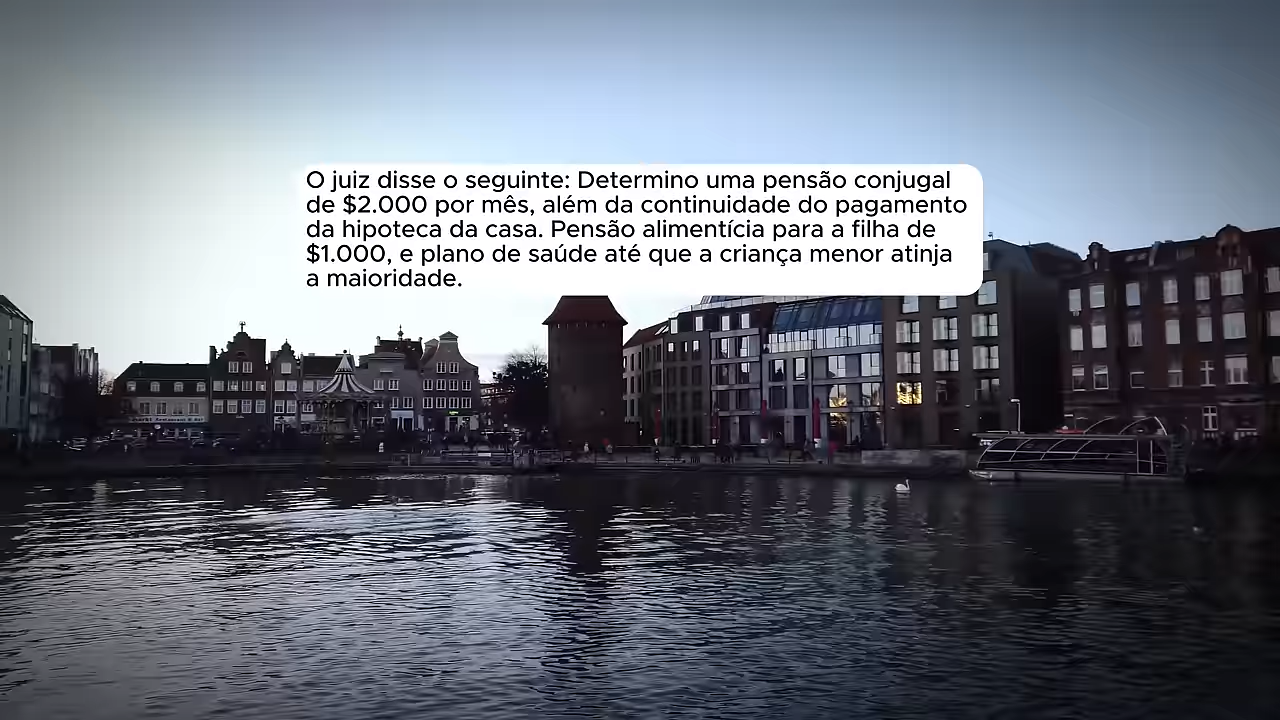 O juiz disse o seguinte: Determino uma pensão conjugal
de $2.000 por mês, além da continuidade do pagamento
da hipoteca da casa. Pensão alimentícia para a filha de
$1.000, e plano de saúde até que a criança menor atinja
a maioridade.